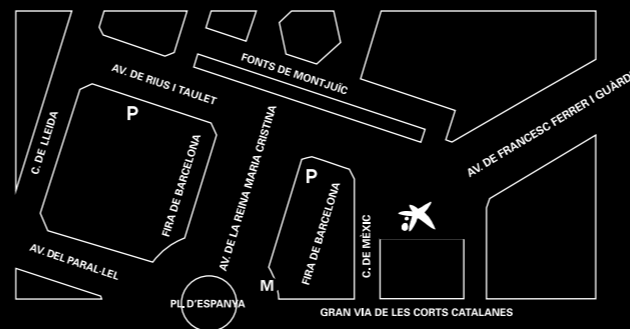 FONTS DE MONTJUÏC
AV. DE RIUS I TAULET
AV. DE FRANCESC FERRER I GUÀRD
P
C. DE LLEIDA
FIRA DE BARCELONA
AV. DE LA REINA MARIA CRISTINA
P
FIRA DE BARCELONA
C. DE MÈXIC
AV. DEL PARAL·LEL
M
PL. D'ESPANYA
GRAN VIA DE LES CORTS CATALANES